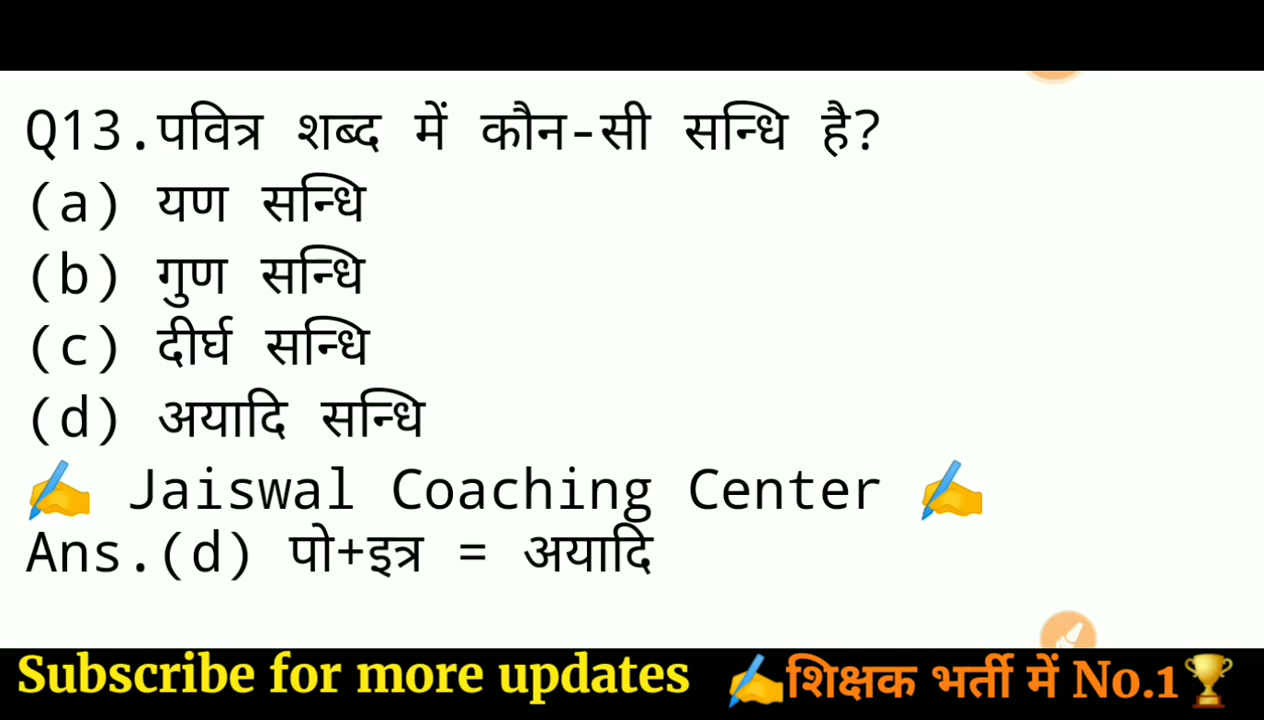 Q13.पवित्र शब्द में कौन-सी सन्धि है?
(a) यण सन्धि
(b) गुण सन्धि
(c) दीर्घ सन्धि
(d) अयादि सन्धि
✍️ Jaiswal Coaching Center ✍️
Ans.(d) पो+इत्र = अयादि
Subscribe for more updates ✍️शिक्षक भर्ती में No.1🏆